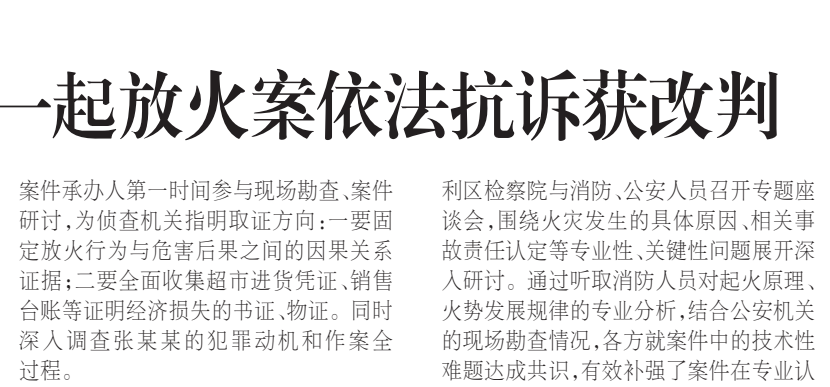 一起放火案依法抗诉获改判
案件承办人第一时间参与现场勘查、案件
研讨,为侦查机关指明取证方向:一要固
定放火行为与危害后果之间的因果关系
证据;二要全面收集超市进货凭证、销售
台账等证明经济损失的书证、物证。同时
深入调查张某某的犯罪动机和作案全
过程。
利区检察院与消防、公安人员召开专题座
谈会,围绕火灾发生的具体原因、相关事
故责任认定等专业性、关键性问题展开深
入研讨。通过听取消防人员对起火原理、
火势发展规律的专业分析,结合公安机关
的现场勘查情况,各方就案件中的技术性
难题达成共识,有效补强了案件在专业认